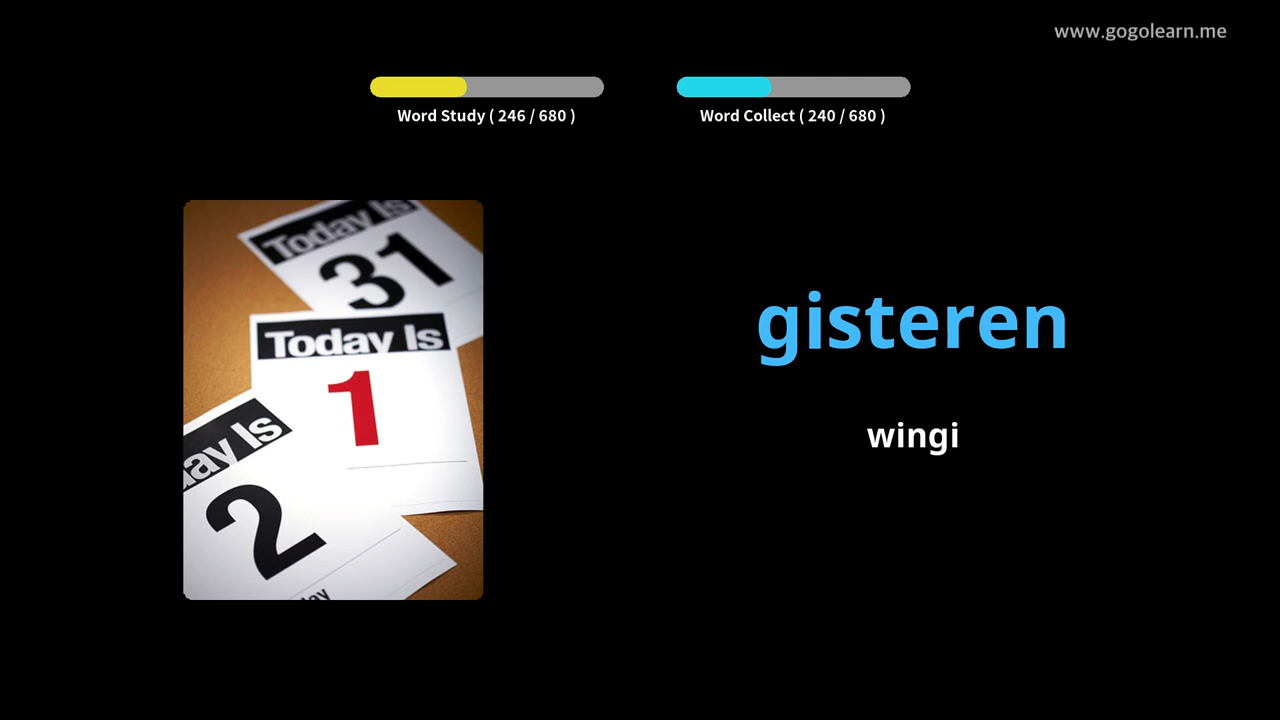 www.gogolearn.me
Word Study ( 246 / 680 )
Word Collect ( 240 / 680 )
Today Is
31
Today Is
1
ay Is
2
gisteren
wingi